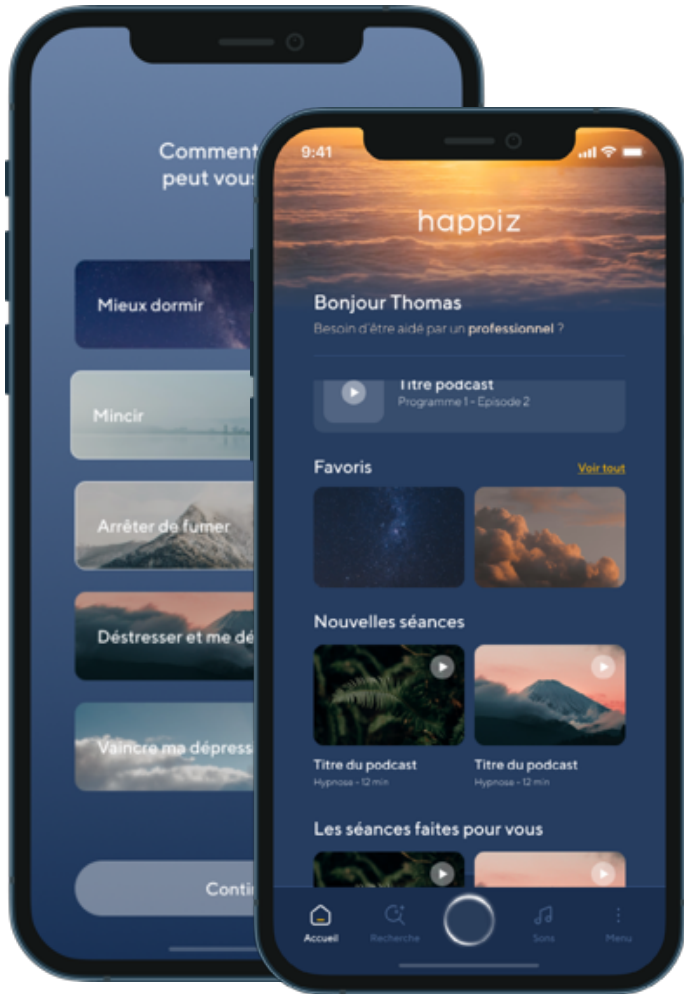 Comment
peut vous
Mieux dormir
Mincir
Arrêter de fumer
Déstresser et me dé
Vaincre ma dépress
Contin
9:41
happiz
Bonjour Thomas
Besoin d'être aidé par un professionnel ?
Titre podcast
Programme 1 - Episode 2
Favoris
Voir tout
Nouvelles séances
Titre du podcast
Hypnose - 12 min
Titre du podcast
Hypnose - 12 min
Les séances faites pour vous
Accueil
Recherche
Sons
Menu